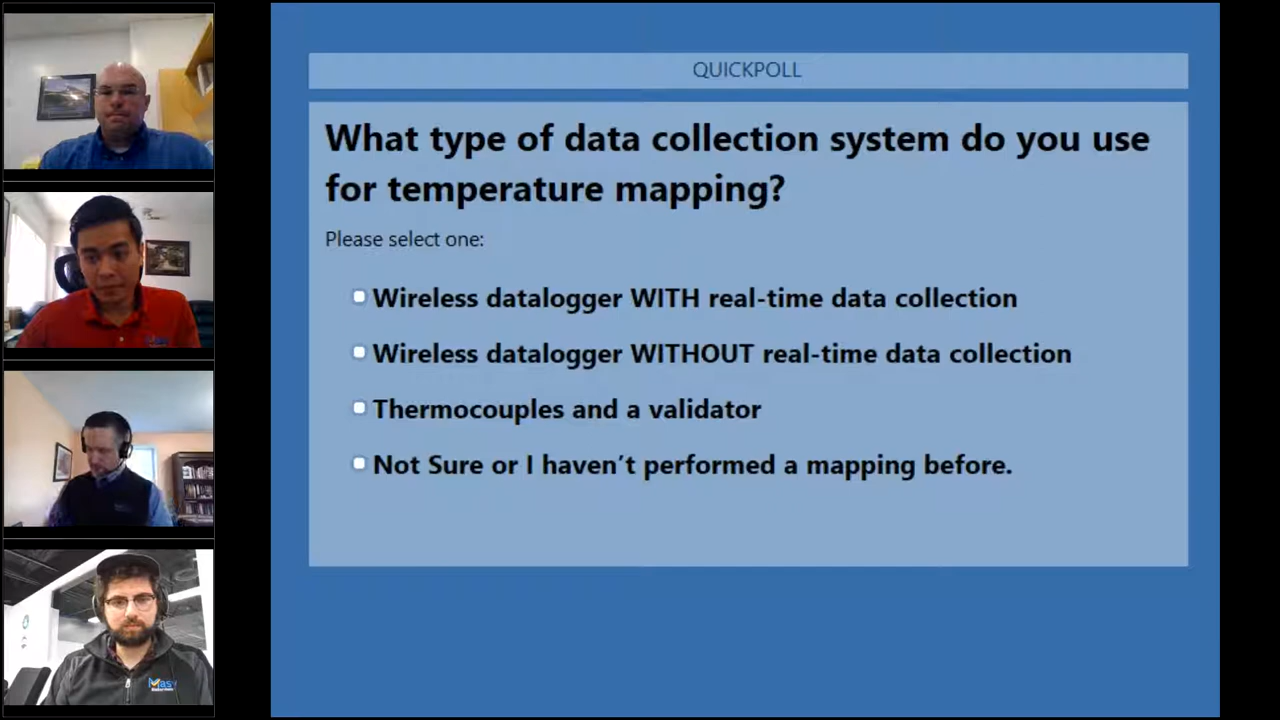 QUICKPOLL
What type of data collection system do you use
for temperature mapping?
Please select one:
Wireless datalogger WITH real-time data collection
Wireless datalogger WITHOUT real-time data collection
Thermocouples and a validator
Not Sure or I haven’t performed a mapping before.
Masy